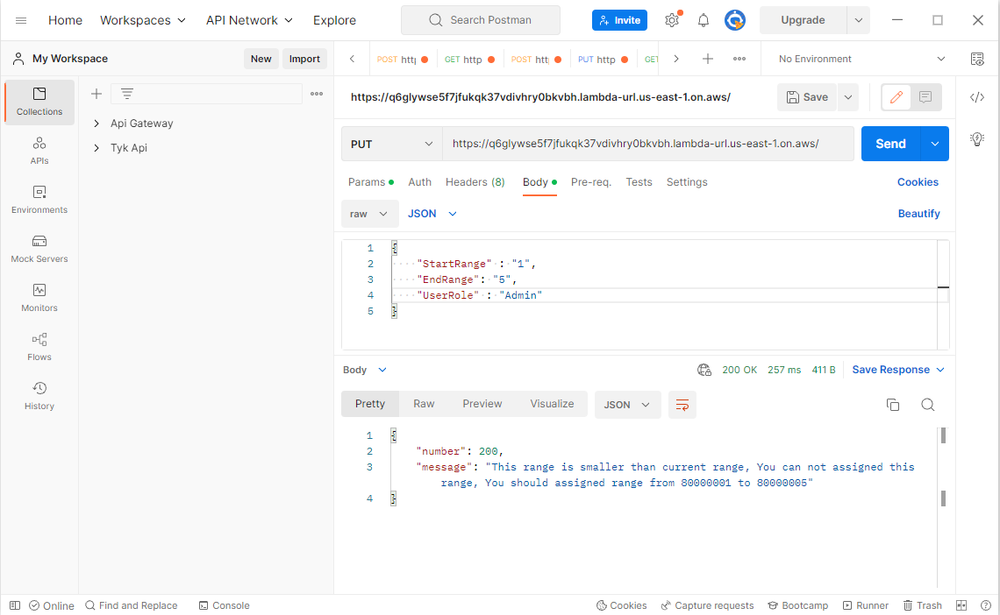 Home Workspaces API Network Explore Search Postman Invite Upgrade
My Workspace New Import POST htt GET http POST htt PUT http GET No Environment
Collections
APIs
Environments
Mock Servers
Monitors
Flows
History
Api Gateway
Tyk Api
https://q6glywse5f7jfukqk37vdivhry0bkvbh.lambda-url.us-east-1.on.aws/ Save
PUT https://q6glywse5f7jfukqk37vdivhry0bkvbh.lambda-url.us-east-1.on.aws/ Send
Params Auth Headers (8) Body Pre-req. Tests Settings Cookies
raw JSON Beautify
1 {
2 "StartRange" : "1",
3 "EndRange": "5",
4 "UserRole" : "Admin"
5 }
Body 200 OK 257 ms 411 B Save Response
Pretty Raw Preview Visualize JSON
1 {
2 "number": 200,
3 "message": "This range is smaller than current range, You can not assigned this
range, You should assigned range from 80000001 to 80000005"
4 }
Online Find and Replace Console Cookies Capture requests Bootcamp Runner Trash